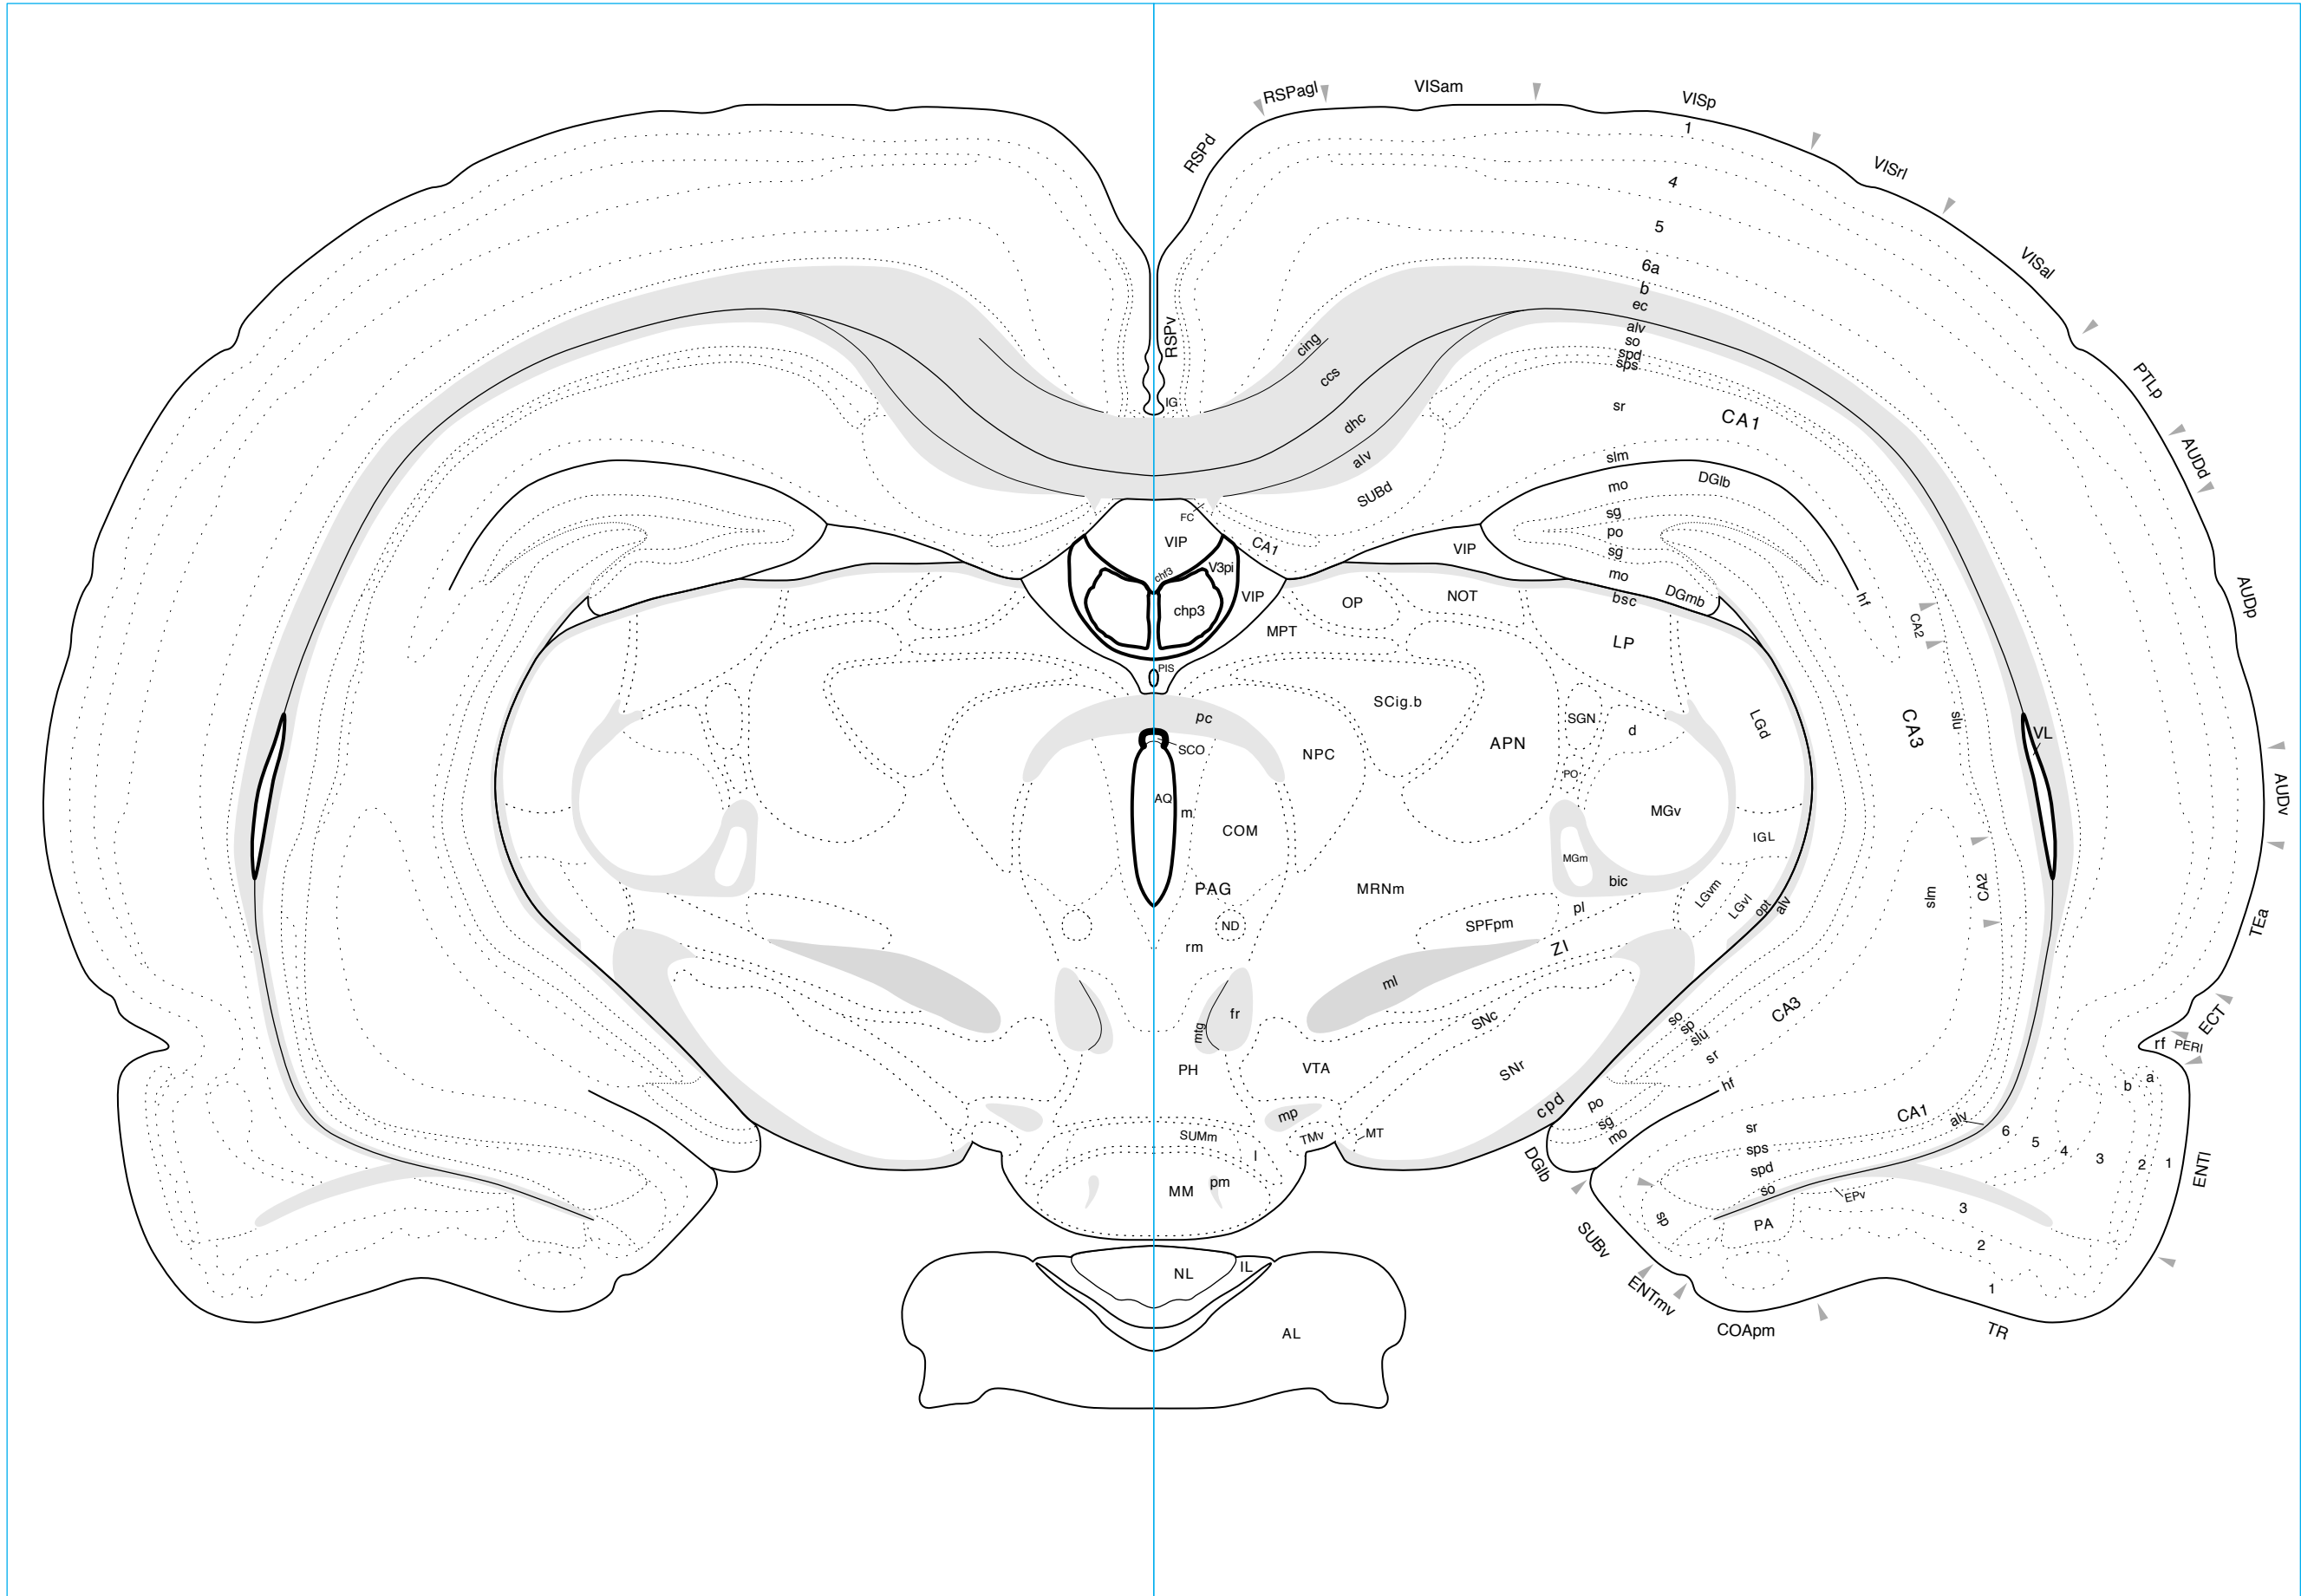 RSPagl
VISam
VISp
1
VISrl
RSPd
4
5
VISal
6a
b
ec
alv
so
spd
sps
RSPv
cing
ccs
PTLp
IG
sr
CA1
dhc
alv
slm
AUDd
SUBd
mo
DGlb
sg
po
sg
FC
VIP
CA1
VIP
chf3
V3pi
mo
DGmb
bsc
hf
AUDp
chp3
VIP
OP
NOT
CA2
MPT
LP
PIS
SCig.b
pc
SGN
d
LGd
CA3
slu
VL
SCO
NPC
APN
PO
AQ
m
MGv
AUDv
COM
IGL
MGm
bic
PAG
MRNm
LGvm
LGvl
opt
alv
slm
CA2
pl
ND
SPFpm
TEa
rm
ZI
ml
fr
mtg
SNc
so
sp
slu
sr
CA3
ECT
rf
PERI
PH
VTA
SNr
hf
b
a
cpd
po
sg
mo
mp
CA1
alv
SUMm
TMv
MT
sr
6
5
4
3
2
1
l
sps
spd
so
DGlb
ENTl
MM
pm
EPv
sp
PA
3
SUBv
2
NL
IL
ENTmv
1
AL
COApm
TR